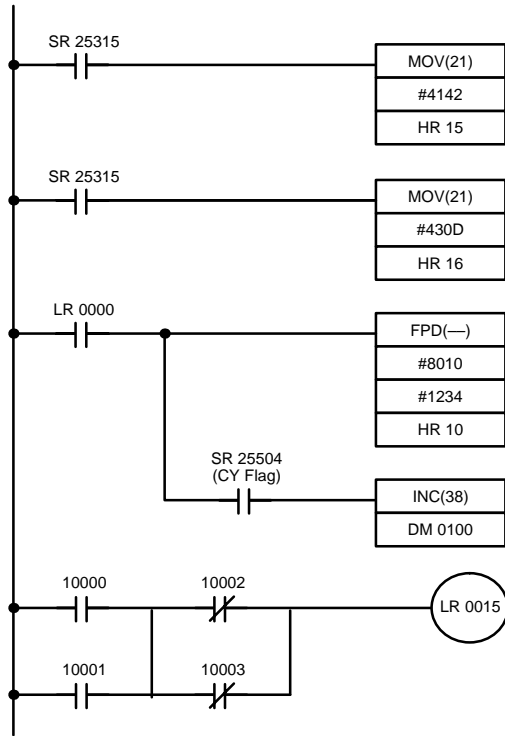 SR 25315
MOV(21)
#4142
HR 15
SR 25315
MOV(21)
#430D
HR 16
LR 0000
FPD(––)
#8010
#1234
HR 10
SR 25504
(CY Flag)
INC(38)
DM 0100
10000
10002
LR 0015
10001
10003